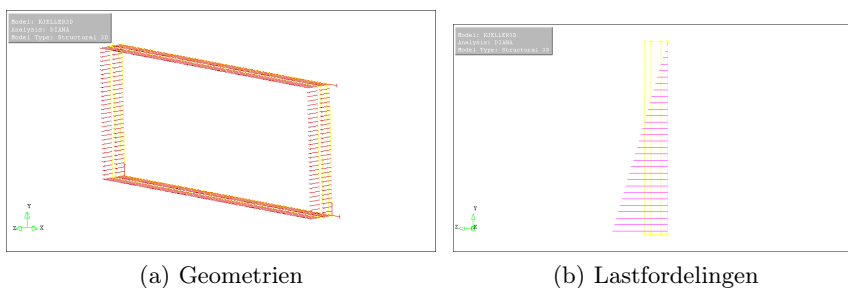 Model: KJELLER3D
Analysis: DIANA
Model Type: Structural 3D
Y
Z
X
Model: KJELLER3D
Analysis: DIANA
Model Type: Structural 3D
Y
Z
X
(a) Geometrien
(b) Lastfordelingen